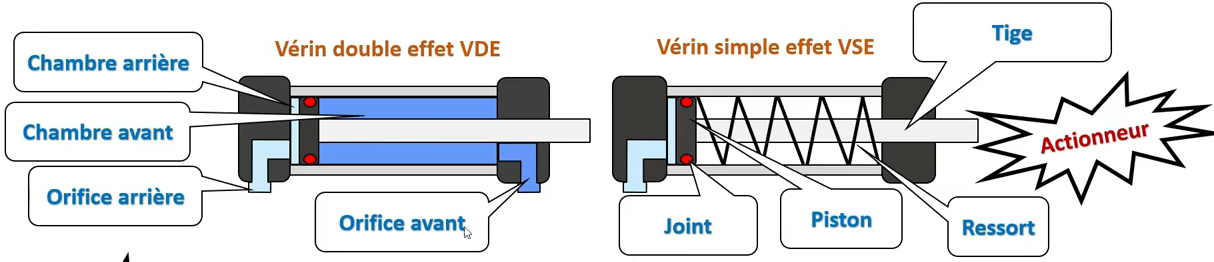 Vérin double effet VDE
Chambre arrière
Chambre avant
Orifice arrière
Orifice avant
Vérin simple effet VSE
Tige
Actionneur
Joint
Piston
Ressort